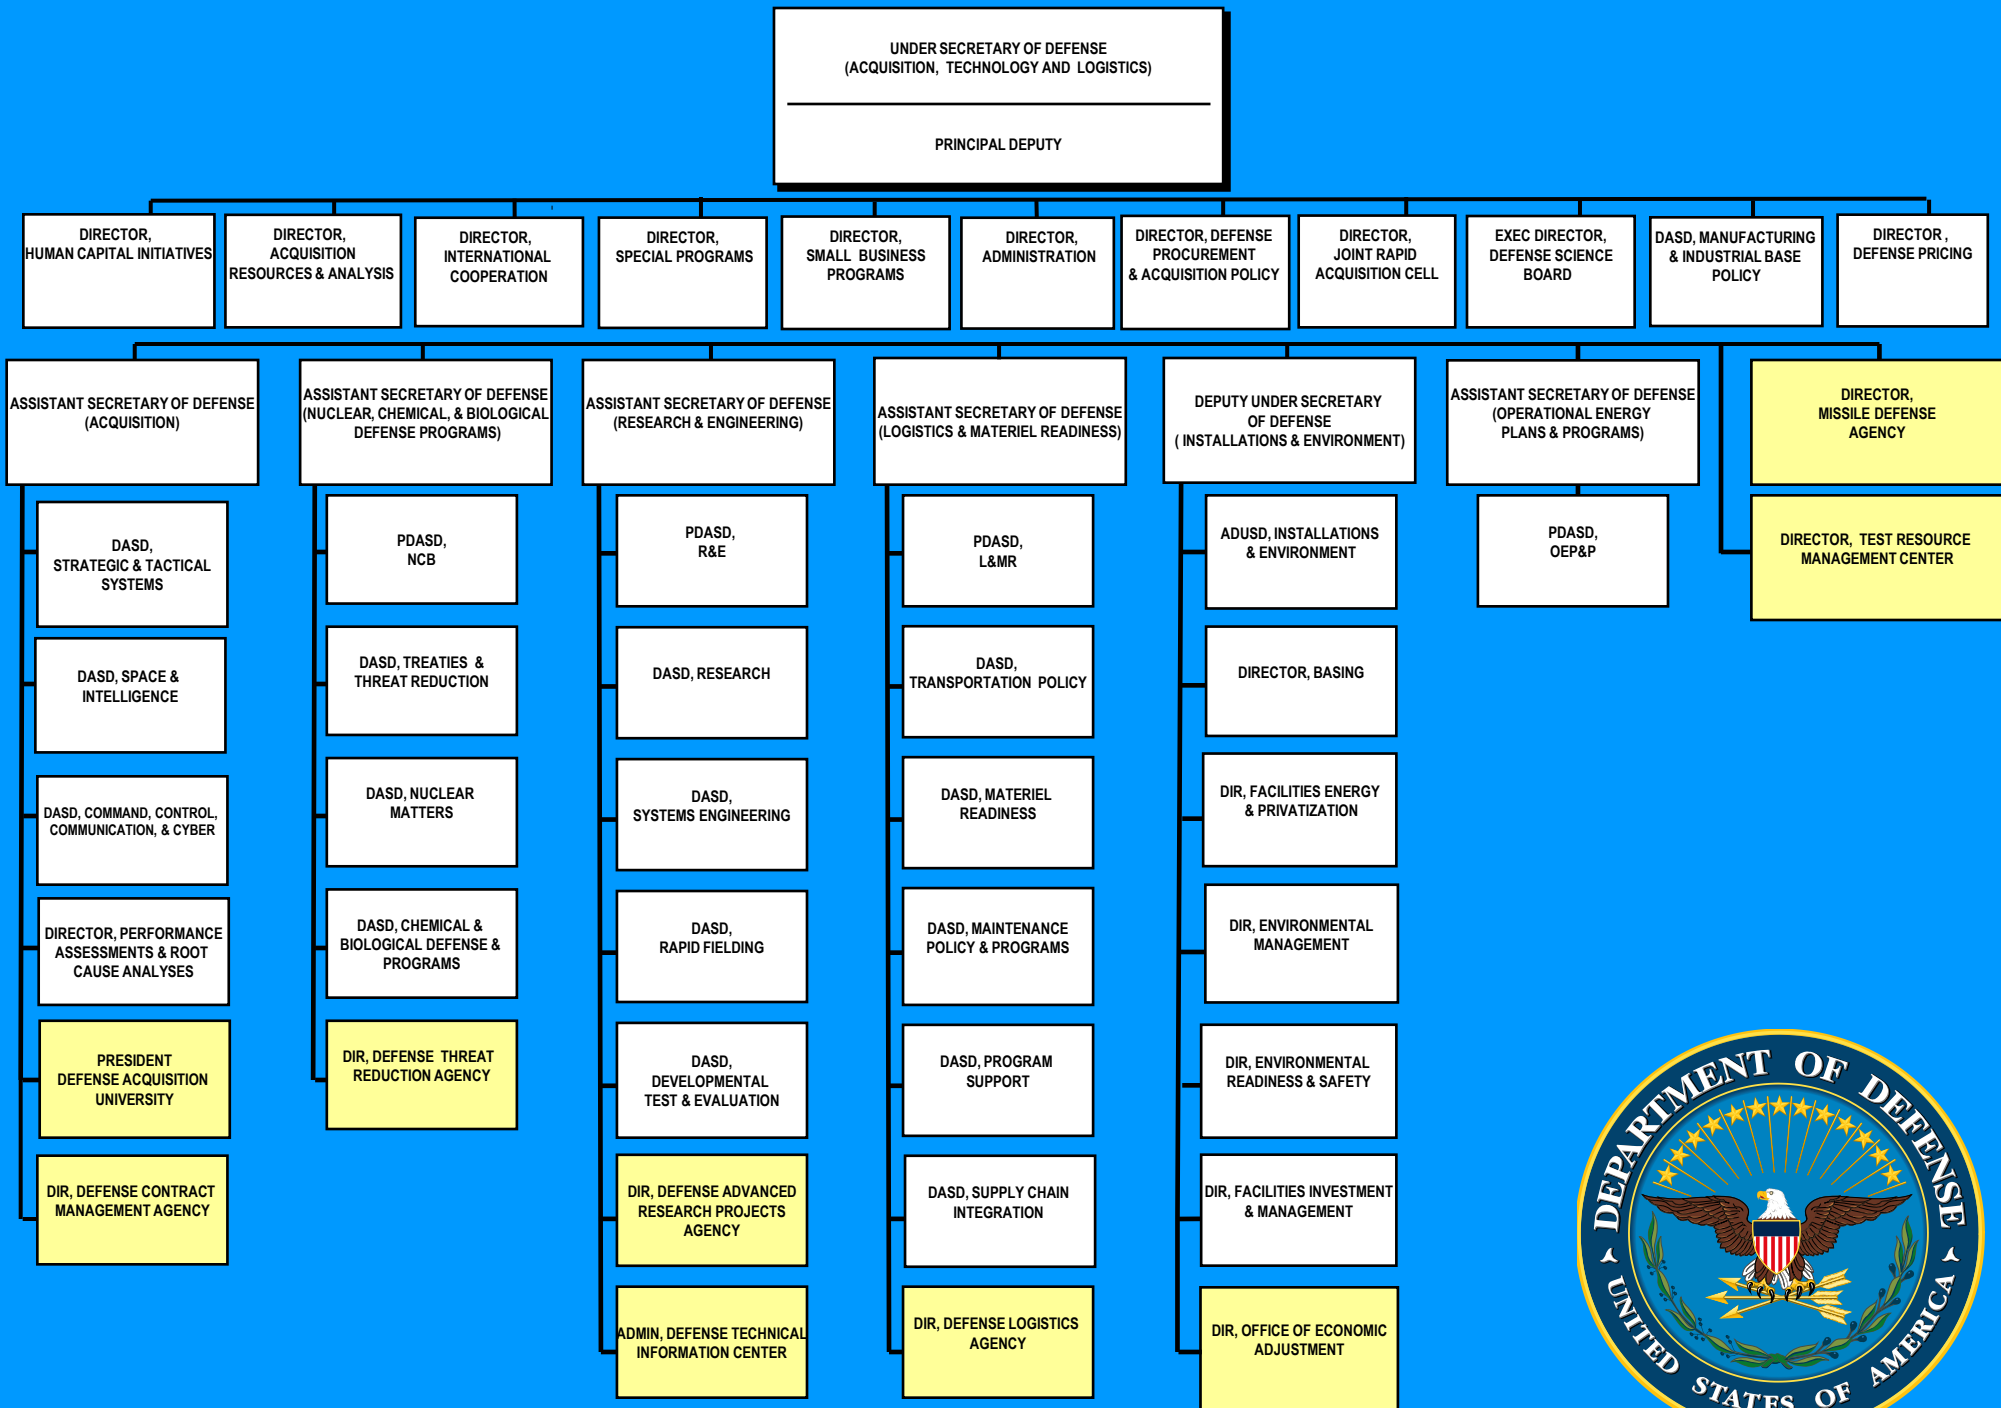 UNDER SECRETARY OF DEFENSE
(ACQUISITION, TECHNOLOGY AND LOGISTICS)
PRINCIPAL DEPUTY
DIRECTOR,
HUMAN CAPITAL INITIATIVES
DIRECTOR,
ACQUISITION
RESOURCES & ANALYSIS
DIRECTOR,
INTERNATIONAL
COOPERATION
DIRECTOR,
SPECIAL PROGRAMS
DIRECTOR,
SMALL BUSINESS
PROGRAMS
DIRECTOR,
ADMINISTRATION
DIRECTOR, DEFENSE
PROCUREMENT
& ACQUISITION POLICY
DIRECTOR,
JOINT RAPID
ACQUISITION CELL
EXEC DIRECTOR,
DEFENSE SCIENCE
BOARD
DASD, MANUFACTURING
& INDUSTRIAL BASE
POLICY
DIRECTOR ,
DEFENSE PRICING
ASSISTANT SECRETARY OF DEFENSE
(ACQUISITION)
ASSISTANT SECRETARY OF DEFENSE
(NUCLEAR, CHEMICAL, & BIOLOGICAL
DEFENSE PROGRAMS)
ASSISTANT SECRETARY OF DEFENSE
(RESEARCH & ENGINEERING)
ASSISTANT SECRETARY OF DEFENSE
(LOGISTICS & MATERIEL READINESS)
DEPUTY UNDER SECRETARY
OF DEFENSE
( INSTALLATIONS & ENVIRONMENT)
ASSISTANT SECRETARY OF DEFENSE
(OPERATIONAL ENERGY
PLANS & PROGRAMS)
DIRECTOR,
MISSILE DEFENSE
AGENCY
DASD,
STRATEGIC & TACTICAL
SYSTEMS
DASD, SPACE &
INTELLIGENCE
DASD, COMMAND, CONTROL,
COMMUNICATION, & CYBER
DIRECTOR, PERFORMANCE
ASSESSMENTS & ROOT
CAUSE ANALYSES
PRESIDENT
DEFENSE ACQUISITION
UNIVERSITY
DIR, DEFENSE CONTRACT
MANAGEMENT AGENCY
PDASD,
NCB
DASD, TREATIES &
THREAT REDUCTION
DASD, NUCLEAR
MATTERS
DASD, CHEMICAL &
BIOLOGICAL DEFENSE &
PROGRAMS
DIR, DEFENSE THREAT
REDUCTION AGENCY
PDASD,
R&E
DASD, RESEARCH
DASD,
SYSTEMS ENGINEERING
DASD,
RAPID FIELDING
DASD,
DEVELOPMENTAL
TEST & EVALUATION
DIR, DEFENSE ADVANCED
RESEARCH PROJECTS
AGENCY
ADMIN, DEFENSE TECHNICAL
INFORMATION CENTER
PDASD,
L&MR
DASD,
TRANSPORTATION POLICY
DASD, MATERIEL
READINESS
DASD, MAINTENANCE
POLICY & PROGRAMS
DASD, PROGRAM
SUPPORT
DASD, SUPPLY CHAIN
INTEGRATION
DIR, DEFENSE LOGISTICS
AGENCY
ADUSD, INSTALLATIONS
& ENVIRONMENT
DIRECTOR, BASING
DIR, FACILITIES ENERGY
& PRIVATIZATION
DIR, ENVIRONMENTAL
MANAGEMENT
DIR, ENVIRONMENTAL
READINESS & SAFETY
DIR, FACILITIES INVESTMENT
& MANAGEMENT
DIR, OFFICE OF ECONOMIC
ADJUSTMENT
PDASD,
OEP&P
DIRECTOR, TEST RESOURCE
MANAGEMENT CENTER
DEPARTMENT OF DEFENSE
UNITED STATES OF AMERICA